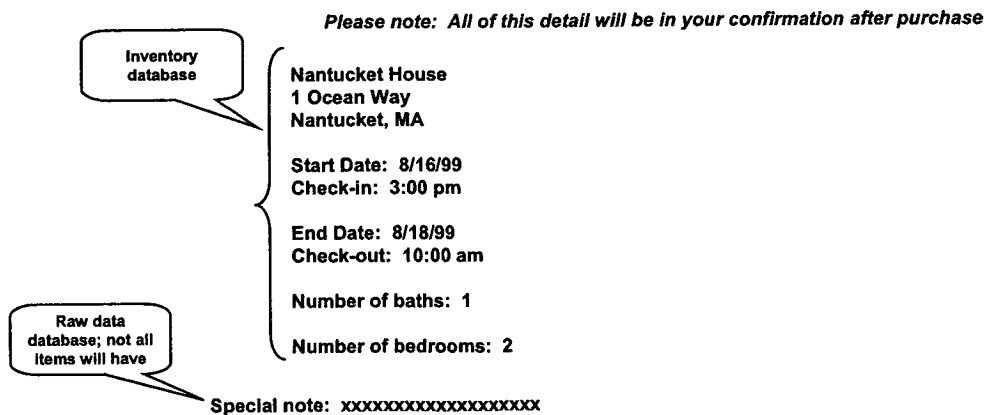 Please note: All of this detail will be in your confirmation after purchase
Inventory
database
Nantucket House
1 Ocean Way
Nantucket, MA
Start Date: 8/16/99
Check-in: 3:00 pm
End Date: 8/18/99
Check-out: 10:00 am
Number of baths: 1
Number of bedrooms: 2
Raw data
database; not all
items will have
Special note: xxxxxxxxxxxxxxxxxxx